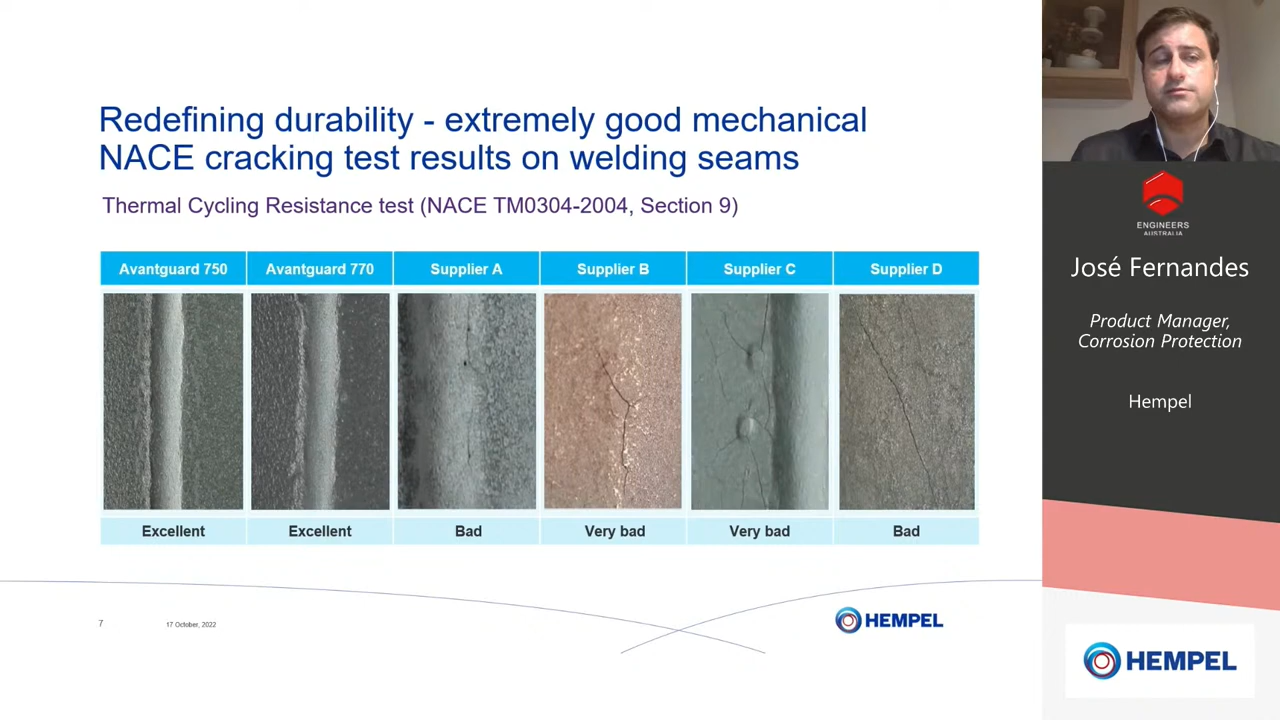 Redefining durability - extremely good mechanical
NACE cracking test results on welding seams
Thermal Cycling Resistance test (NACE TM0304-2004, Section 9)
Avantguard 750 Avantguard 770 Supplier A Supplier B Supplier C Supplier D
Excellent Excellent Bad Very bad Very bad Bad
7 17 October, 2022 HEMPEL
ENGINEERS
AUSTRALIA
José Fernandes
Product Manager,
Corrosion Protection
Hempel
HEMPEL